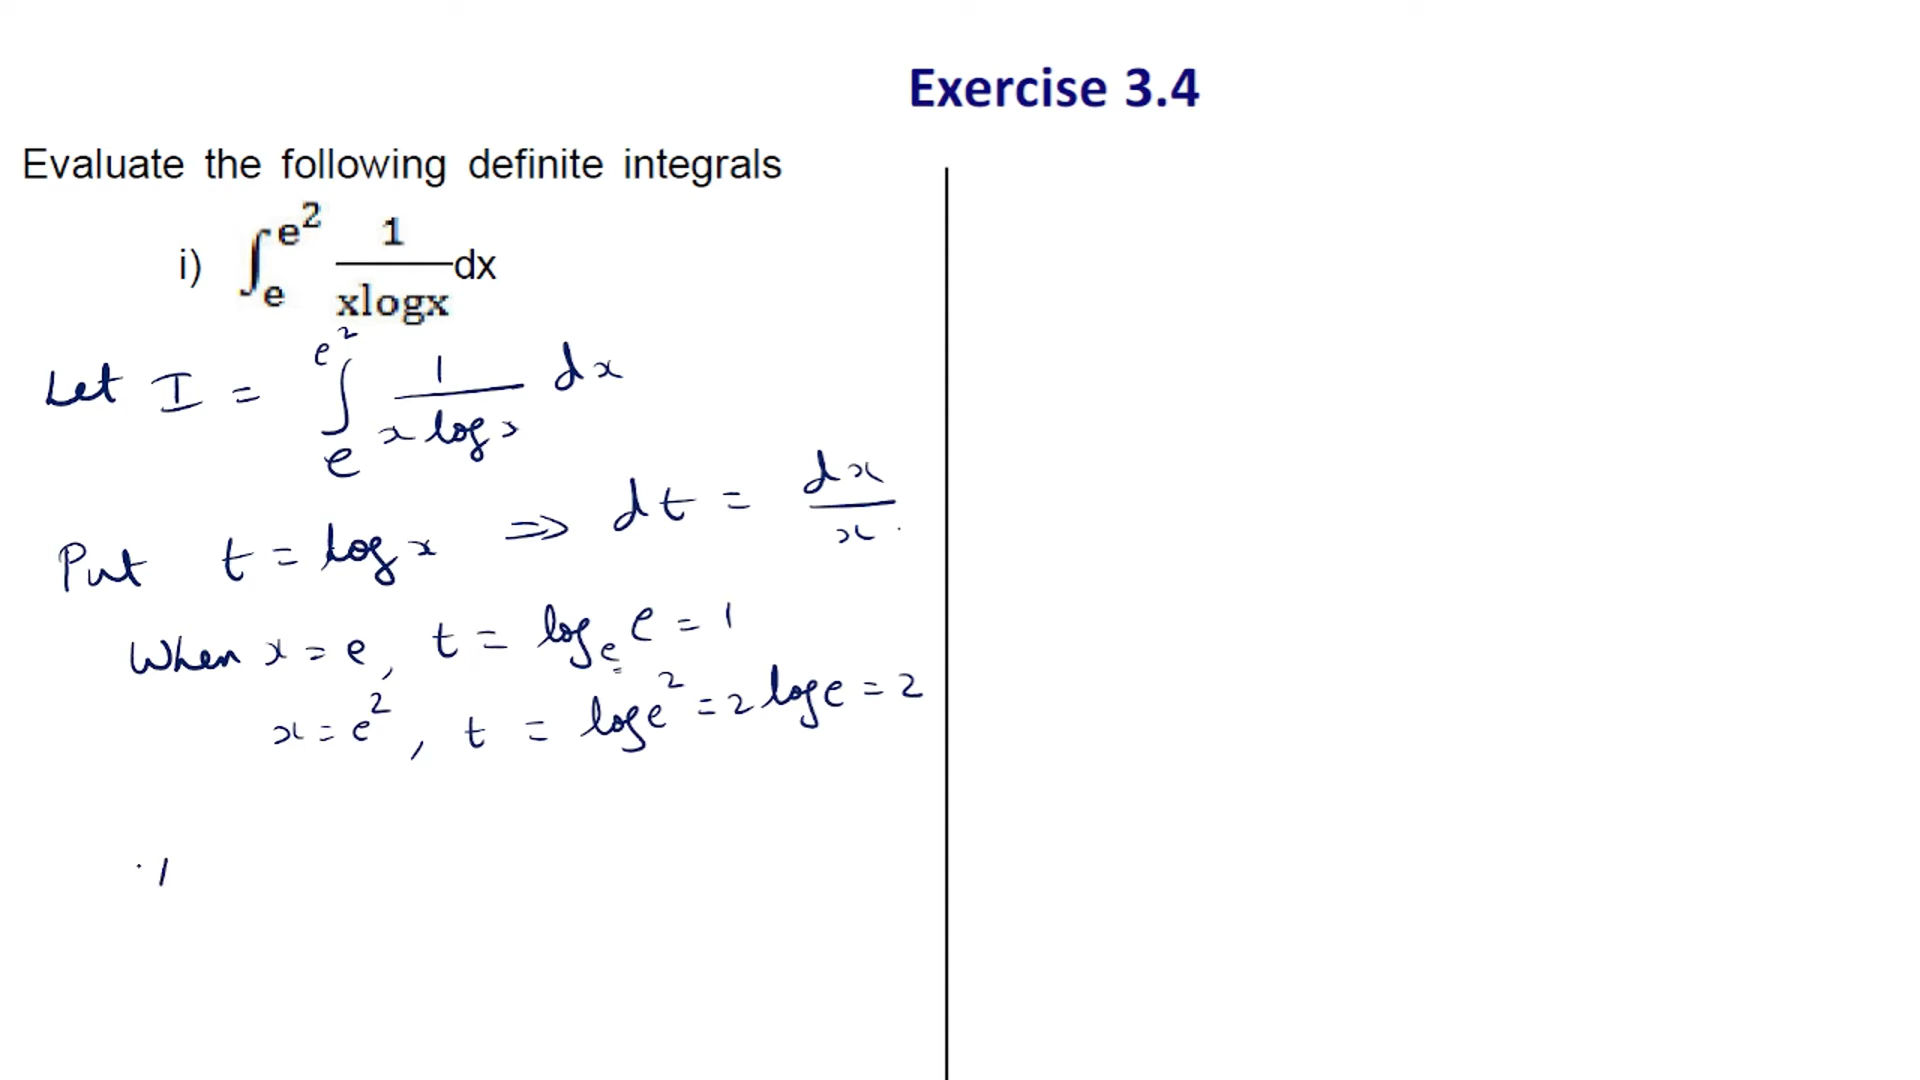 Exercise 3.4
Evaluate the following definite integrals
i) ∫_e^{e^2} 1/(xlogx) dx
Let I = ∫_e^{e^2} 1/(x log x) dx
Put t = log x ⇒ dt = dx/x
When x = e, t = log_e e = 1
x = e^2, t = log e^2 = 2 log e = 2